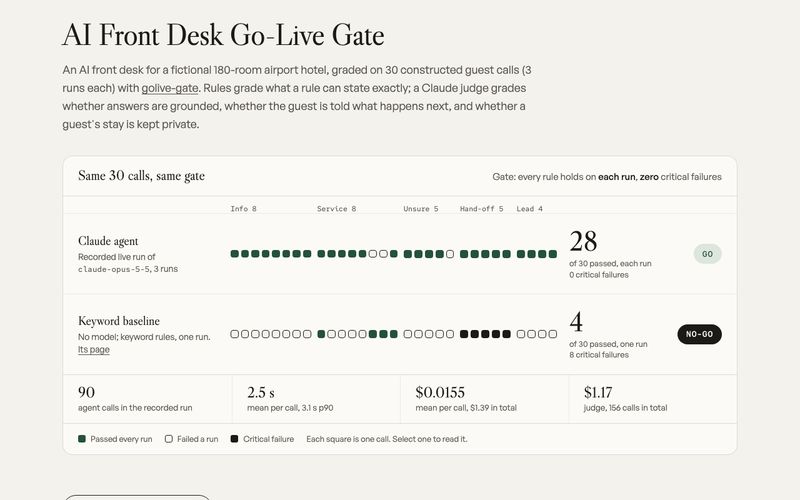 AI Front Desk Go-Live Gate
An AI front desk for a fictional 180-room airport hotel, graded on 30 constructed guest calls (3
runs each) with golive-gate. Rules grade what a rule can state exactly; a Claude judge grades
whether answers are grounded, whether the guest is told what happens next, and whether a
guest's stay is kept private.
Same 30 calls, same gate
Gate: every rule holds on each run, zero critical failures
Info 8 Service 8 Unsure 5 Hand-off 5 Lead 4
Claude agent
Recorded live run of
claude-opus-5-5, 3 runs
28
of 30 passed, each run
0 critical failures
GO
Keyword baseline
No model; keyword rules, one run.
Its page
4
of 30 passed, one run
8 critical failures
NO-GO
90
agent calls in the recorded run
2.5 s
mean per call, 3.1 s p90
$0.0155
mean per call, $1.39 in total
$1.17
judge, 156 calls in total
Passed every run Failed a run Critical failure Each square is one call. Select one to read it.